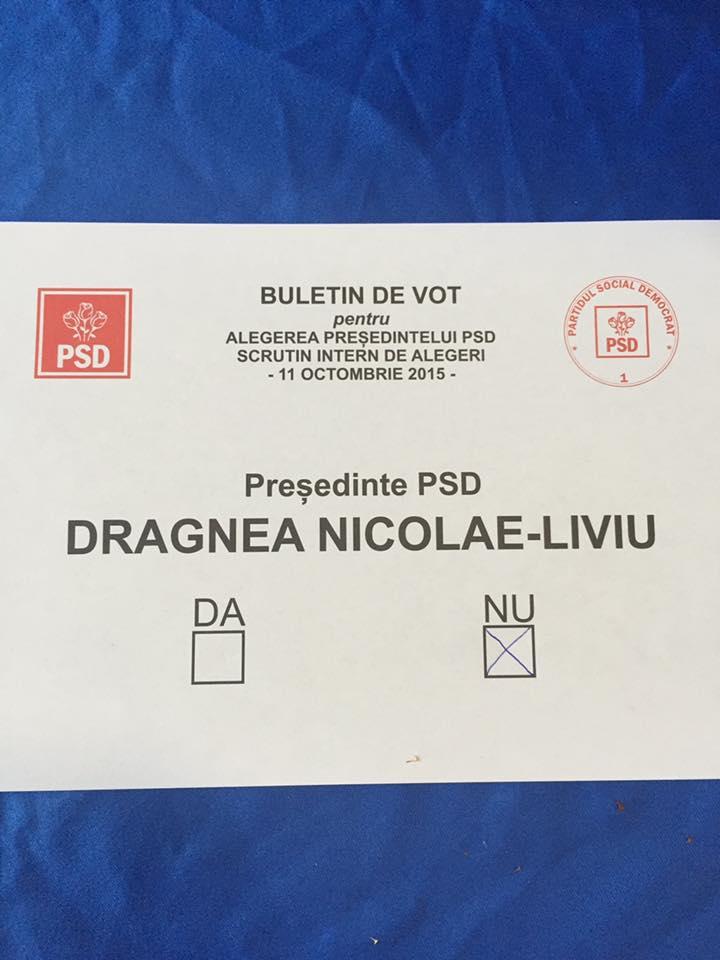 PSD
BULETIN DE VOT
pentru
ALEGEREA PREȘEDINTELUI PSD
SCRUTIN INTERN DE ALEGERI
- 11 OCTOMBRIE 2015 -
* PARTIDUL SOCIAL DEMOCRAT *
PSD
1
Președinte PSD
DRAGNEA NICOLAE-LIVIU
DA NU